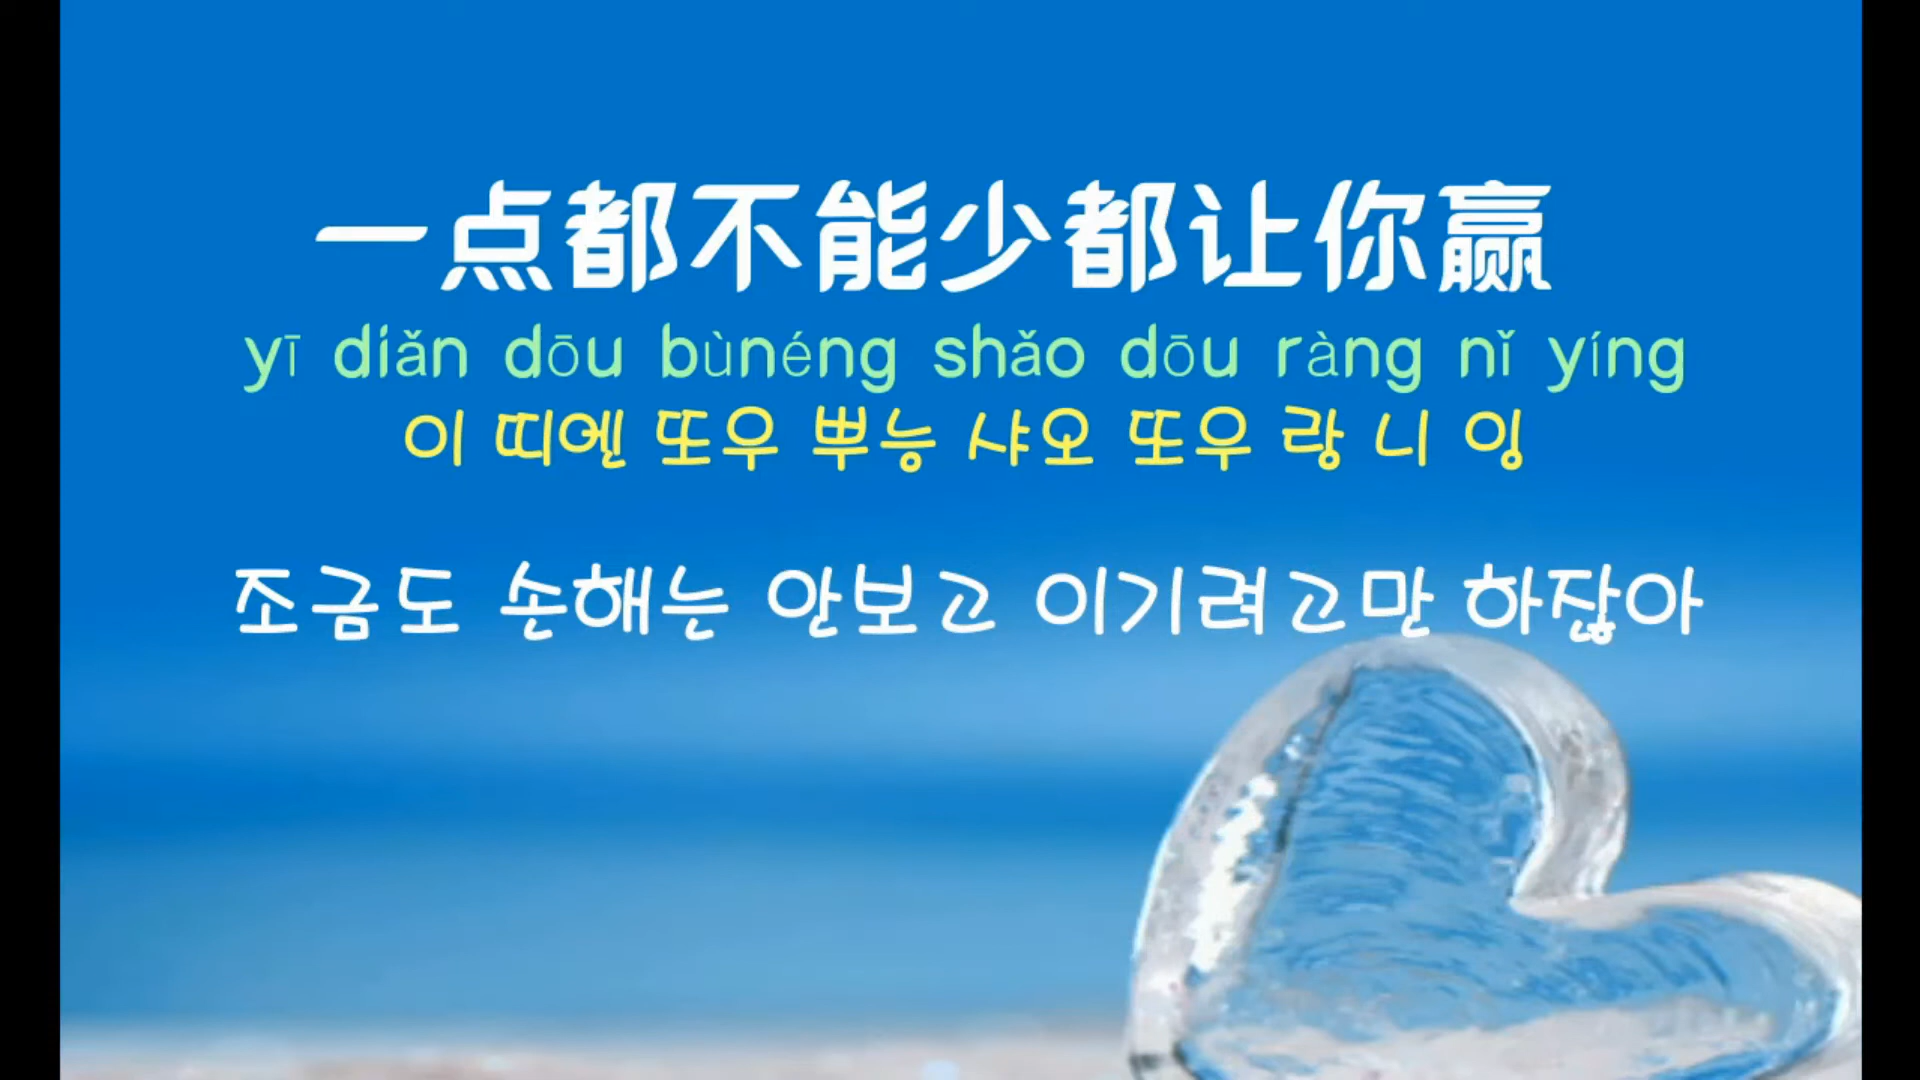 一点都不能少都让你赢
yī diǎn dōu bùnéng shǎo dōu ràng nǐ yíng
이 띠엔 또우 뿌능 샤오 또우 랑 니 잉
조금도 손해는 안보고 이기려고만 하잖아